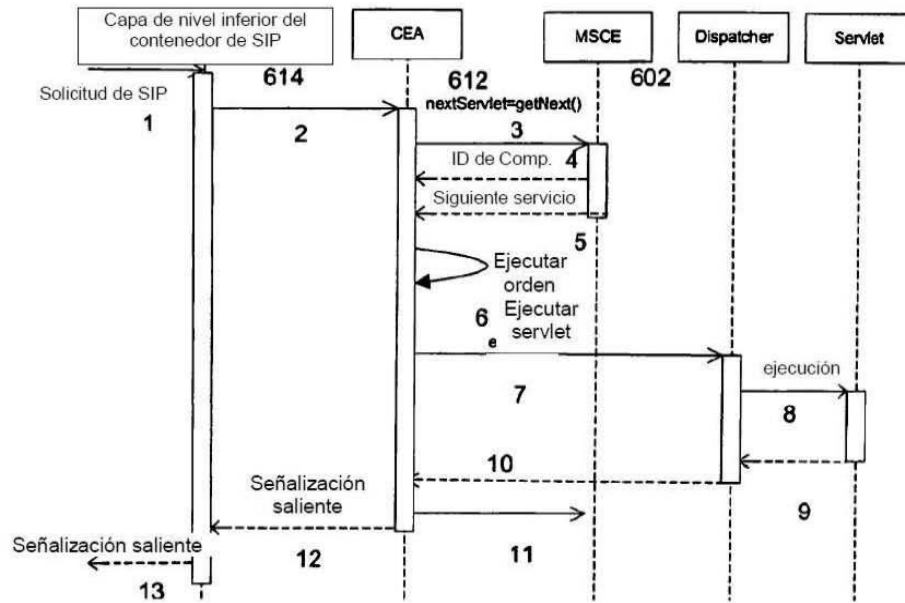 Capa de nivel inferior del
contenedor de SIP
CEA
MSCE
Dispatcher
Servlet
614
612
602
Solicitud de SIP
nextServlet=getNext()
1
2
3
ID de Comp.
4
Siguiente servicio
5
Ejecutar
orden
6
Ejecutar
servlet
e
7
ejecución
8
10
9
Señalización
saliente
11
12
Señalización saliente
13